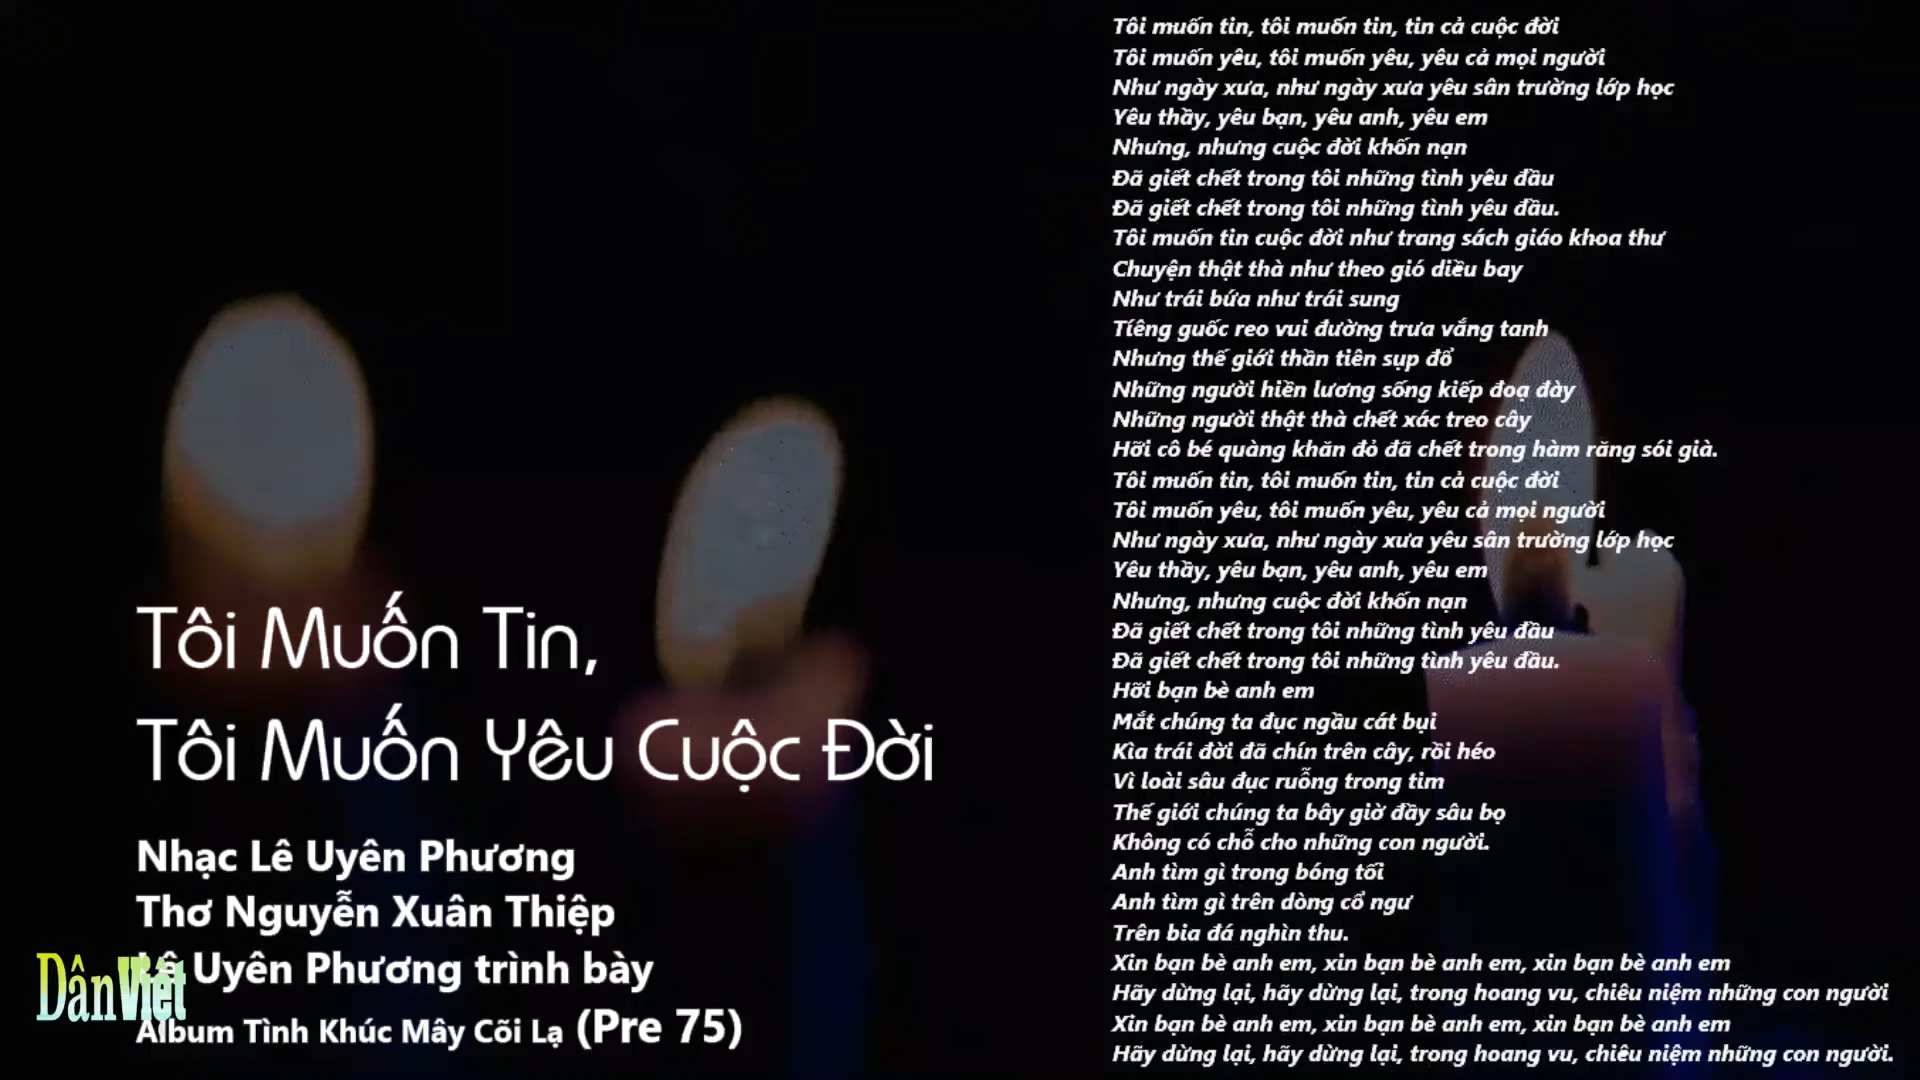 Tôi Muốn Tin,
Tôi Muốn Yêu Cuộc Đời
Nhạc Lê Uyên Phương
Thơ Nguyễn Xuân Thiệp
Lê Uyên Phương trình bày
Album Tình Khúc Mây Cõi Lạ (Pre 75)
DânViệt
Tôi muốn tin, tôi muốn tin, tin cả cuộc đời
Tôi muốn yêu, tôi muốn yêu, yêu cả mọi người
Như ngày xưa, như ngày xưa yêu sân trường lớp học
Yêu thầy, yêu bạn, yêu anh, yêu em
Nhưng, nhưng cuộc đời khốn nạn
Đã giết chết trong tôi những tình yêu đầu
Đã giết chết trong tôi những tình yêu đầu.
Tôi muốn tin cuộc đời như trang sách giáo khoa thư
Chuyện thật thà như theo gió diều bay
Như trái bứa như trái sung
Tíêng guốc reo vui đường trưa vắng tanh
Nhưng thế giới thần tiên sụp đổ
Những người hiền lương sống kiếp đoạ đày
Những người thật thà chết xác treo cây
Hỡi cô bé quàng khăn đỏ đã chết trong hàm răng sói già.
Tôi muốn tin, tôi muốn tin, tin cả cuộc đời
Tôi muốn yêu, tôi muốn yêu, yêu cả mọi người
Như ngày xưa, như ngày xưa yêu sân trường lớp học
Yêu thầy, yêu bạn, yêu anh, yêu em
Nhưng, nhưng cuộc đời khốn nạn
Đã giết chết trong tôi những tình yêu đầu
Đã giết chết trong tôi những tình yêu đầu.
Hỡi bạn bè anh em
Mắt chúng ta đục ngầu cát bụi
Kìa trái đời đã chín trên cây, rồi héo
Vì loài sâu đục ruỗng trong tim
Thế giới chúng ta bây giờ đầy sâu bọ
Không có chỗ cho những con người.
Anh tìm gì trong bóng tối
Anh tìm gì trên dòng cổ ngư
Trên bia đá nghìn thu.
Xin bạn bè anh em, xin bạn bè anh em, xin bạn bè anh em
Hãy dừng lại, hãy dừng lại, trong hoang vu, chiêu niệm những con người
Xin bạn bè anh em, xin bạn bè anh em, xin bạn bè anh em
Hãy dừng lại, hãy dừng lại, trong hoang vu, chiêu niệm những con người.